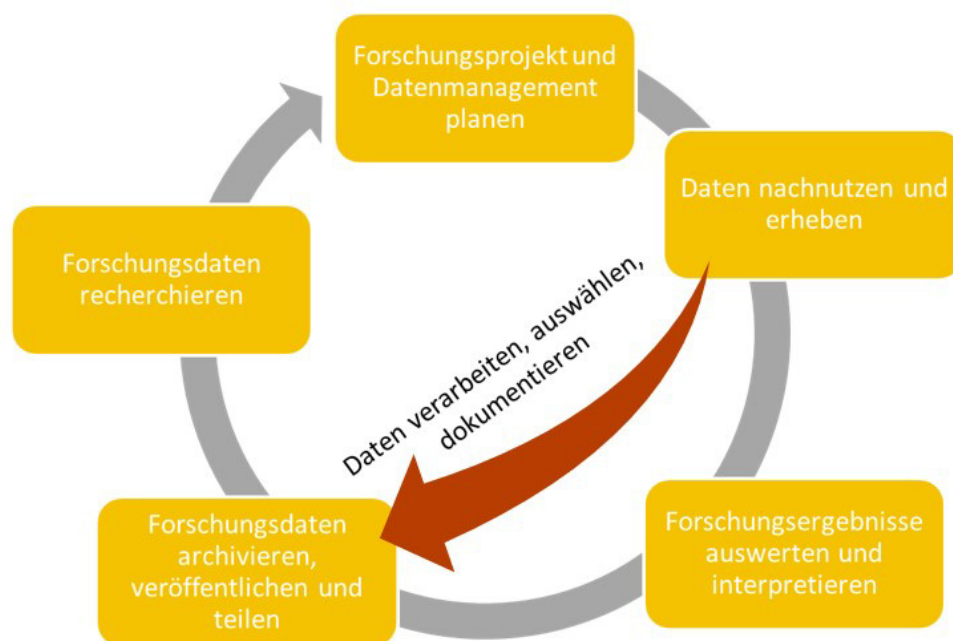 Forschungsprojekt und
Datenmanagement
planen
Daten nachnutzen und
erheben
Forschungsergebnisse
auswerten und
interpretieren
Forschungsdaten
archivieren,
veröffentlichen und
teilen
Forschungsdaten
recherchieren
Daten verarbeiten, auswählen,
dokumentieren